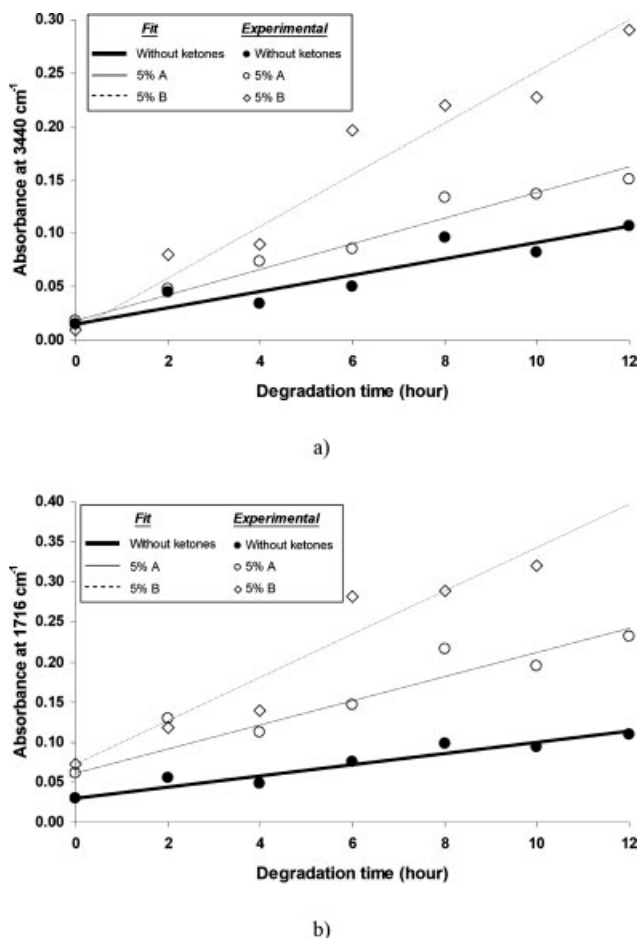 0.30
0.25
0.20
0.15
0.10
0.05
0.00
Absorbance at 3440 cm⁻¹
Fit Experimental
Without ketones Without ketones
5% A 5% A
5% B 5% B
0 2 4 6 8 10 12
Degradation time (hour)
a)
0.40
0.35
0.30
0.25
0.20
0.15
0.10
0.05
0.00
Absorbance at 1716 cm⁻¹
Fit Experimental
Without ketones Without ketones
5% A 5% A
5% B 5% B
0 2 4 6 8 10 12
Degradation time (hour)
b)